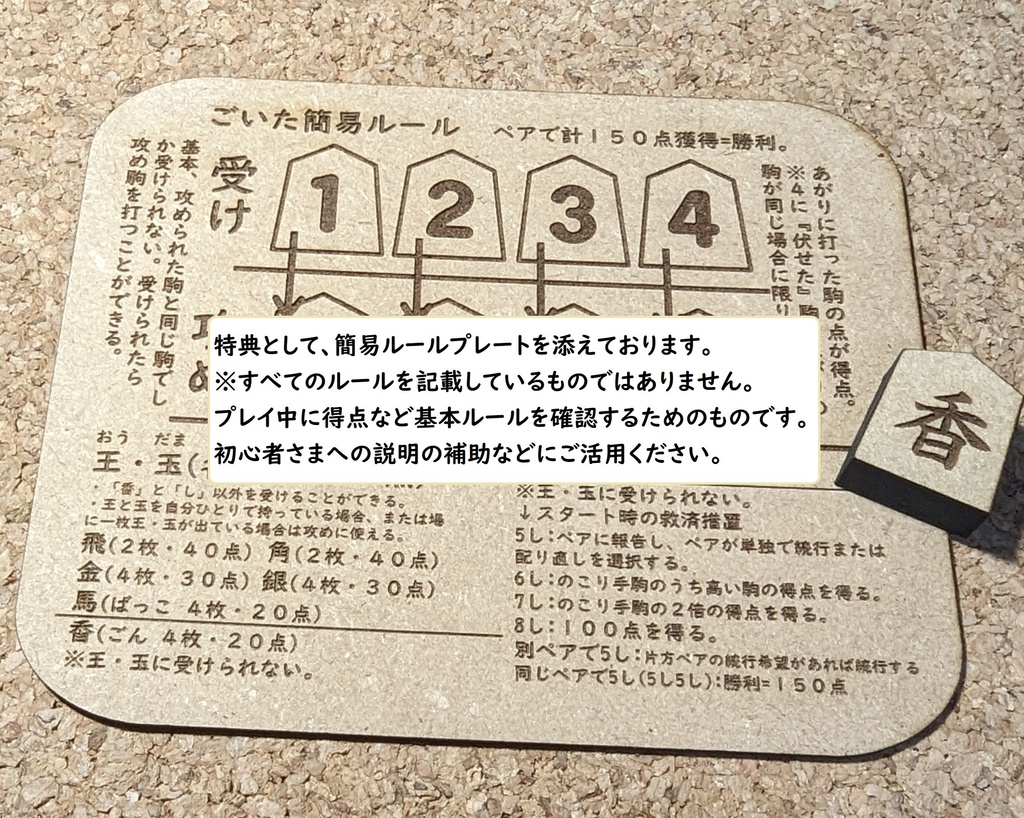 ごいた簡易ルール
ペアで計１５０点獲得=勝利。
受け
1
2
3
4
基本、攻められた駒と同じ駒でし
か受けられない。受けられたら
攻め駒を打つことができる。
あがりに打った駒の点が得点。
※４に『伏せた』駒
駒が同じ場合に限り
特典として、簡易ルールプレートを添えております。
※すべてのルールを記載しているものではありません。
プレイ中に得点など基本ルールを確認するためのものです。
初心者さまへの説明の補助などにご活用ください。
おう　だま
王・玉(
・「香」と「し」以外を受けることができる。
・王と玉を自分ひとりで持っている場合、または場
に一枚王・玉が出ている場合は攻めに使える。
飛(２枚・４０点) 角(２枚・４０点)
金(４枚・３０点) 銀(４枚・３０点)
馬(ばっこ ４枚・２０点)
香(ごん ４枚・２０点)
※王・玉に受けられない。
※王・玉に受けられない。
↓スタート時の救済措置
5し：ペアに報告し、ペアが単独で続行または
配り直しを選択する。
6し：のこり手駒のうち高い駒の得点を得る。
7し：のこり手駒の２倍の得点を得る。
8し：１００点を得る。
別ペアで5し：片方ペアの続行希望があれば続行する
同じペアで5し(5し5し)：勝利=１５０点
香